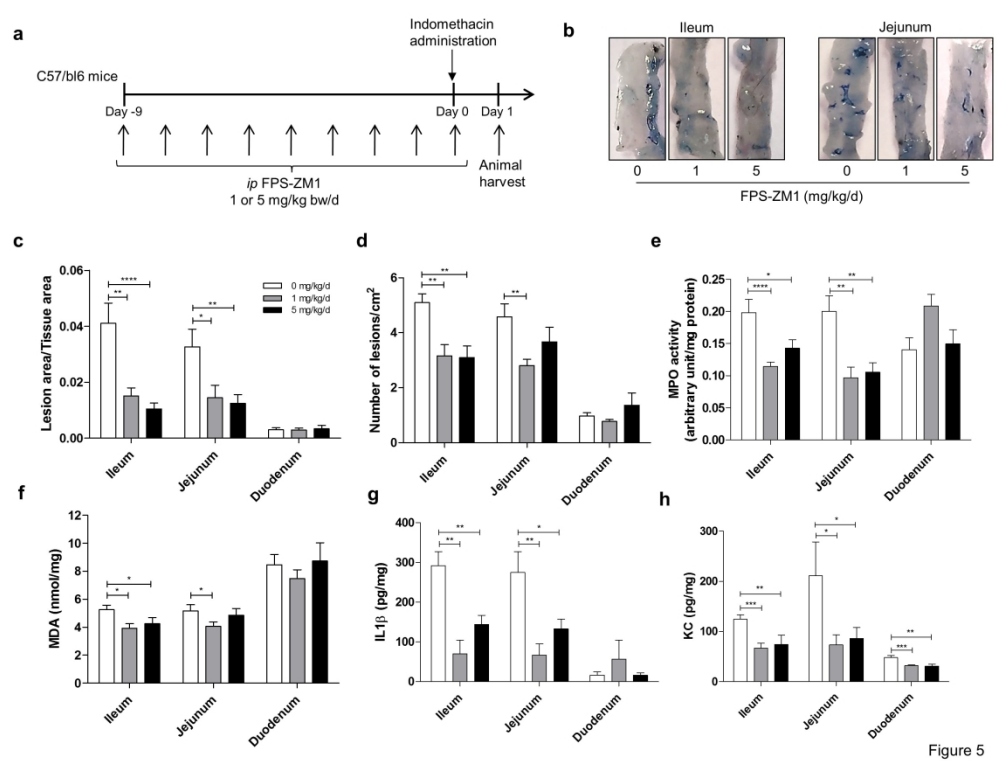 a
Indomethacin
administration
C57/bl6 mice
Day -9
Day 0
Day 1
ip FPS-ZM1
1 or 5 mg/kg bw/d
Animal
harvest
b
Ileum
Jejunum
0 1 5 0 1 5
FPS-ZM1 (mg/kg/d)
c
Lesion area/Tissue area
0.06
0.04
0.02
0.00
****
**
**
*
0 mg/kg/d
1 mg/kg/d
5 mg/kg/d
Ileum
Jejunum
Duodenum
d
Number of lesions/cm2
6
4
2
0
**
**
**
Ileum
Jejunum
Duodenum
e
MPO activity
(arbitrary unit/mg protein)
0.25
0.20
0.15
0.10
0.05
0.00
*
****
**
**
Ileum
Jejunum
Duodenum
f
MDA (nmol/mg)
12
10
8
6
4
2
0
*
*
*
Ileum
Jejunum
Duodenum
g
IL1β (pg/mg)
400
300
200
100
0
**
**
*
**
Ileum
Jejunum
Duodenum
h
KC (pg/mg)
300
200
100
0
**
***
*
*
**
***
Ileum
Jejunum
Duodenum
Figure 5